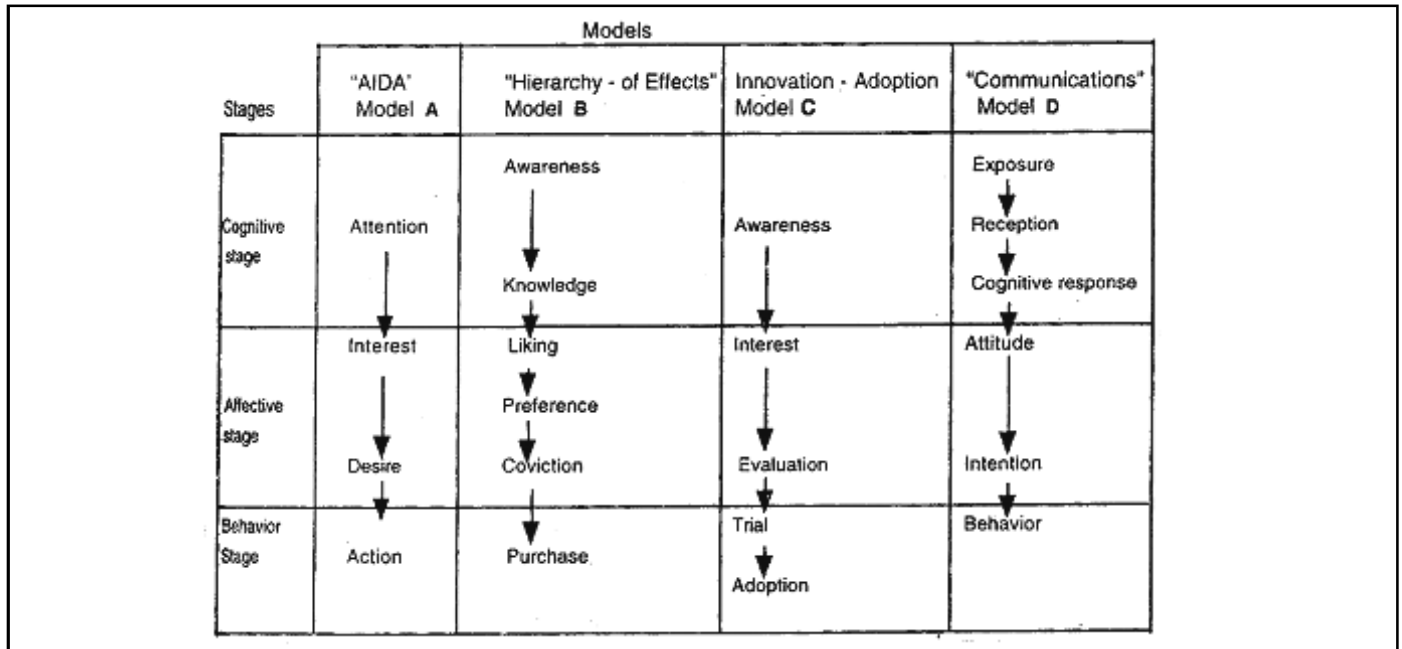 Models
Stages
"AIDA"
Model A
"Hierarchy - of Effects"
Model B
Innovation - Adoption
Model C
"Communications"
Model D
Cognitive
stage
Attention
Awareness
Knowledge
Awareness
Exposure
Reception
Cognitive response
Affective
stage
Interest
Desire
Liking
Preference
Coviction
Interest
Evaluation
Attitude
Intention
Behavior
Stage
Action
Purchase
Trial
Adoption
Behavior